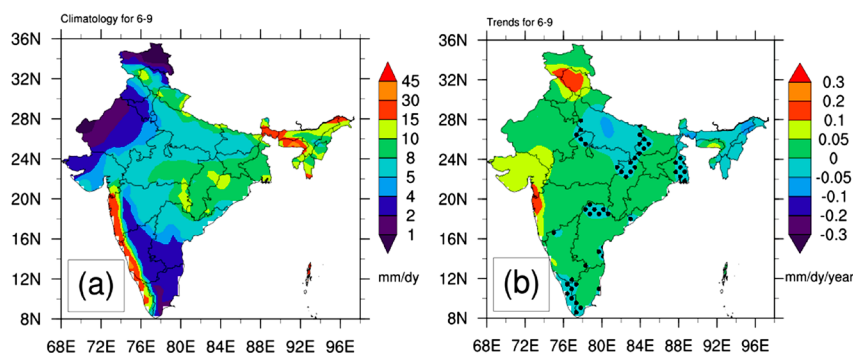 Climatology for 6-9
36N
32N
28N
24N
20N
16N
12N
8N
68E 72E 76E 80E 84E 88E 92E 96E
(a)
45
30
15
10
8
5
4
2
1
mm/dy
Trends for 6-9
36N
32N
28N
24N
20N
16N
12N
8N
68E 72E 76E 80E 84E 88E 92E 96E
(b)
0.3
0.2
0.1
0.05
0
-0.05
-0.1
-0.2
-0.3
mm/dy/year